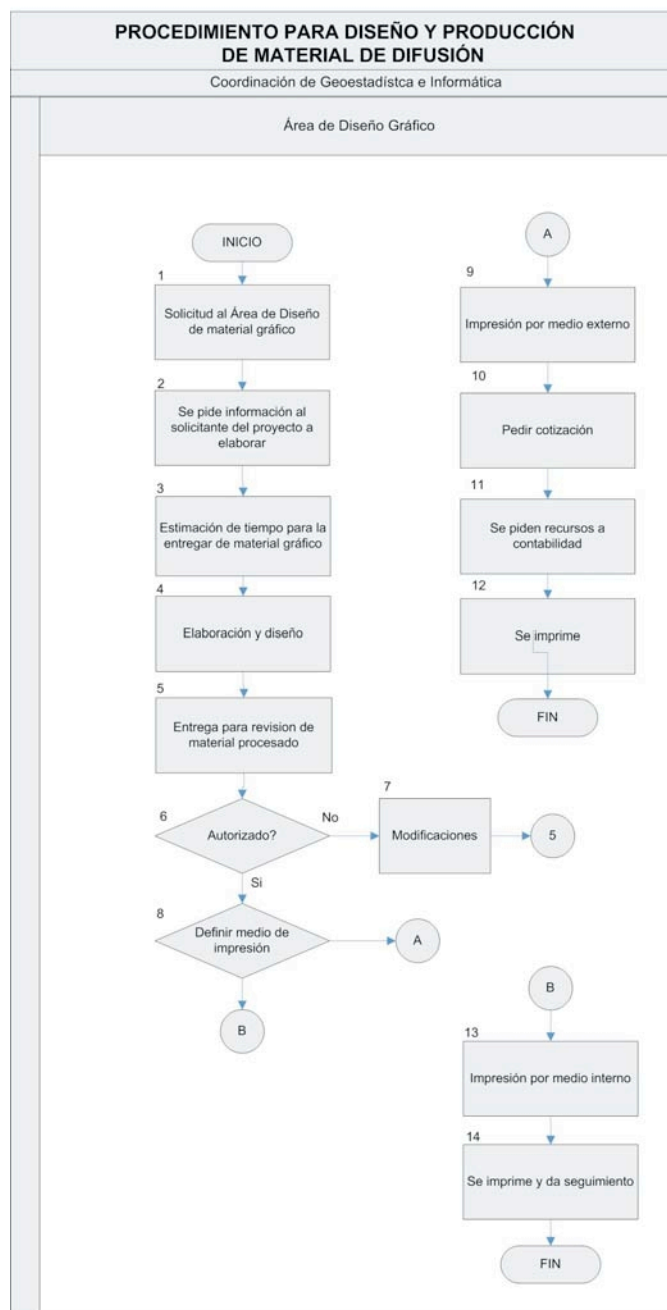 PROCEDIMIENTO PARA DISEÑO Y PRODUCCIÓN
DE MATERIAL DE DIFUSIÓN
Coordinación de Geoestadístca e Informática
Área de Diseño Gráfico
INICIO
1
Solicitud al Área de Diseño
de material gráfico
2
Se pide información al
solicitante del proyecto a
elaborar
3
Estimación de tiempo para la
entregar de material gráfico
4
Elaboración y diseño
5
Entrega para revision de
material procesado
6
Autorizado?
No
7
Modificaciones
5
Si
8
Definir medio de
impresión
A
B
A
9
Impresión por medio externo
10
Pedir cotización
11
Se piden recursos a
contabilidad
12
Se imprime
FIN
B
13
Impresión por medio interno
14
Se imprime y da seguimiento
FIN